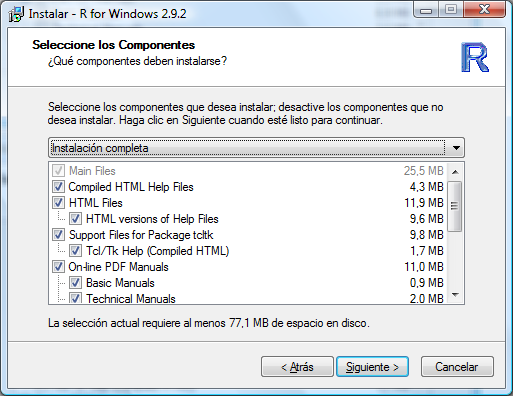 Instalar - R for Windows 2.9.2
Seleccione los Componentes
¿Qué componentes deben instalarse?
R
Seleccione los componentes que desea instalar; desactive los componentes que no
desea instalar. Haga clic en Siguiente cuando esté listo para continuar.
Instalación completa
Main Files 25,5 MB
Compiled HTML Help Files 4,3 MB
HTML Files 11,9 MB
HTML versions of Help Files 9,6 MB
Support Files for Package tcltk 9,8 MB
Tcl/Tk Help (Compiled HTML) 1,7 MB
On-line PDF Manuals 11,0 MB
Basic Manuals 0,9 MB
Technical Manuals 2,0 MB
La selección actual requiere al menos 77,1 MB de espacio en disco.
< Atrás Siguiente > Cancelar